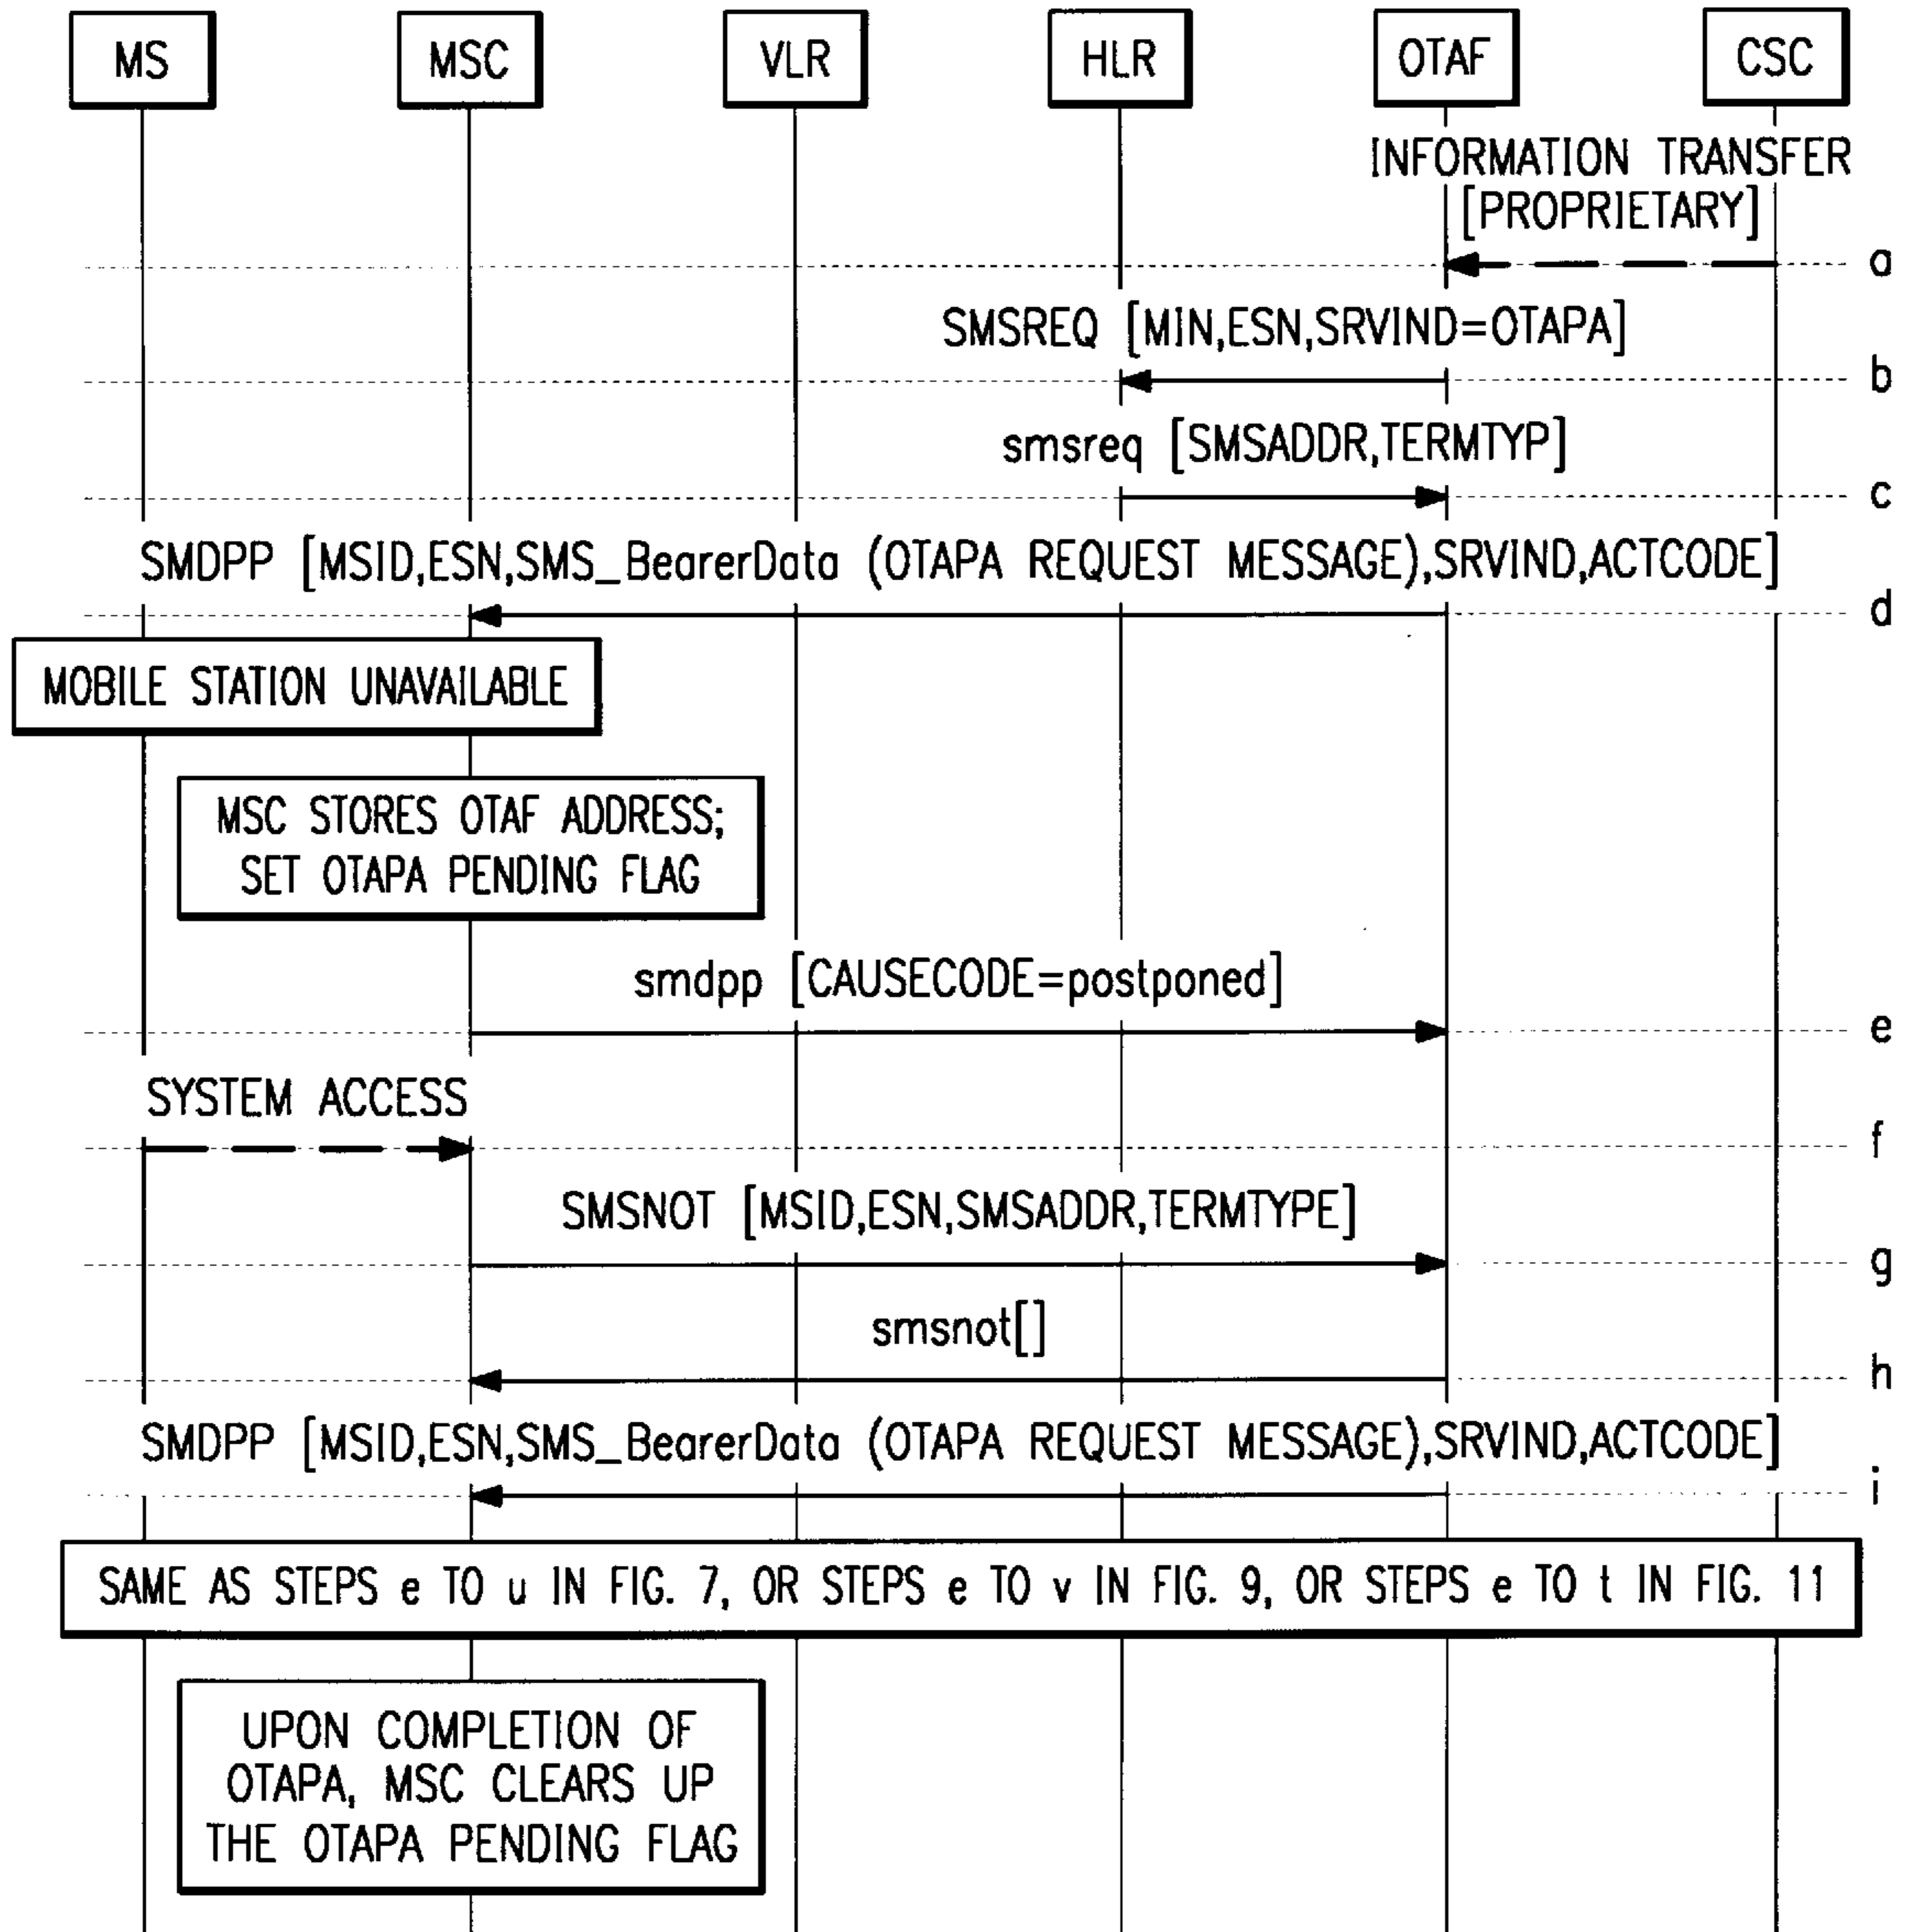 MS MSC VLR HLR OTAF CSC
INFORMATION TRANSFER
[PROPRIETARY]
a
SMSREQ [MIN,ESN,SRVIND=OTAPA]
b
smsreq [SMSADDR,TERMTYP]
c
SMDPP [MSID,ESN,SMS_BearerData (OTAPA REQUEST MESSAGE),SRVIND,ACTCODE]
d
MOBILE STATION UNAVAILABLE
MSC STORES OTAF ADDRESS;
SET OTAPA PENDING FLAG
smdpp [CAUSECODE=postponed]
e
SYSTEM ACCESS
f
SMSNOT [MSID,ESN,SMSADDR,TERMTYPE]
g
smsnot[]
h
SMDPP [MSID,ESN,SMS_BearerData (OTAPA REQUEST MESSAGE),SRVIND,ACTCODE]
i
SAME AS STEPS e TO u IN FIG. 7, OR STEPS e TO v IN FIG. 9, OR STEPS e TO t IN FIG. 11
UPON COMPLETION OF
OTAPA, MSC CLEARS UP
THE OTAPA PENDING FLAG